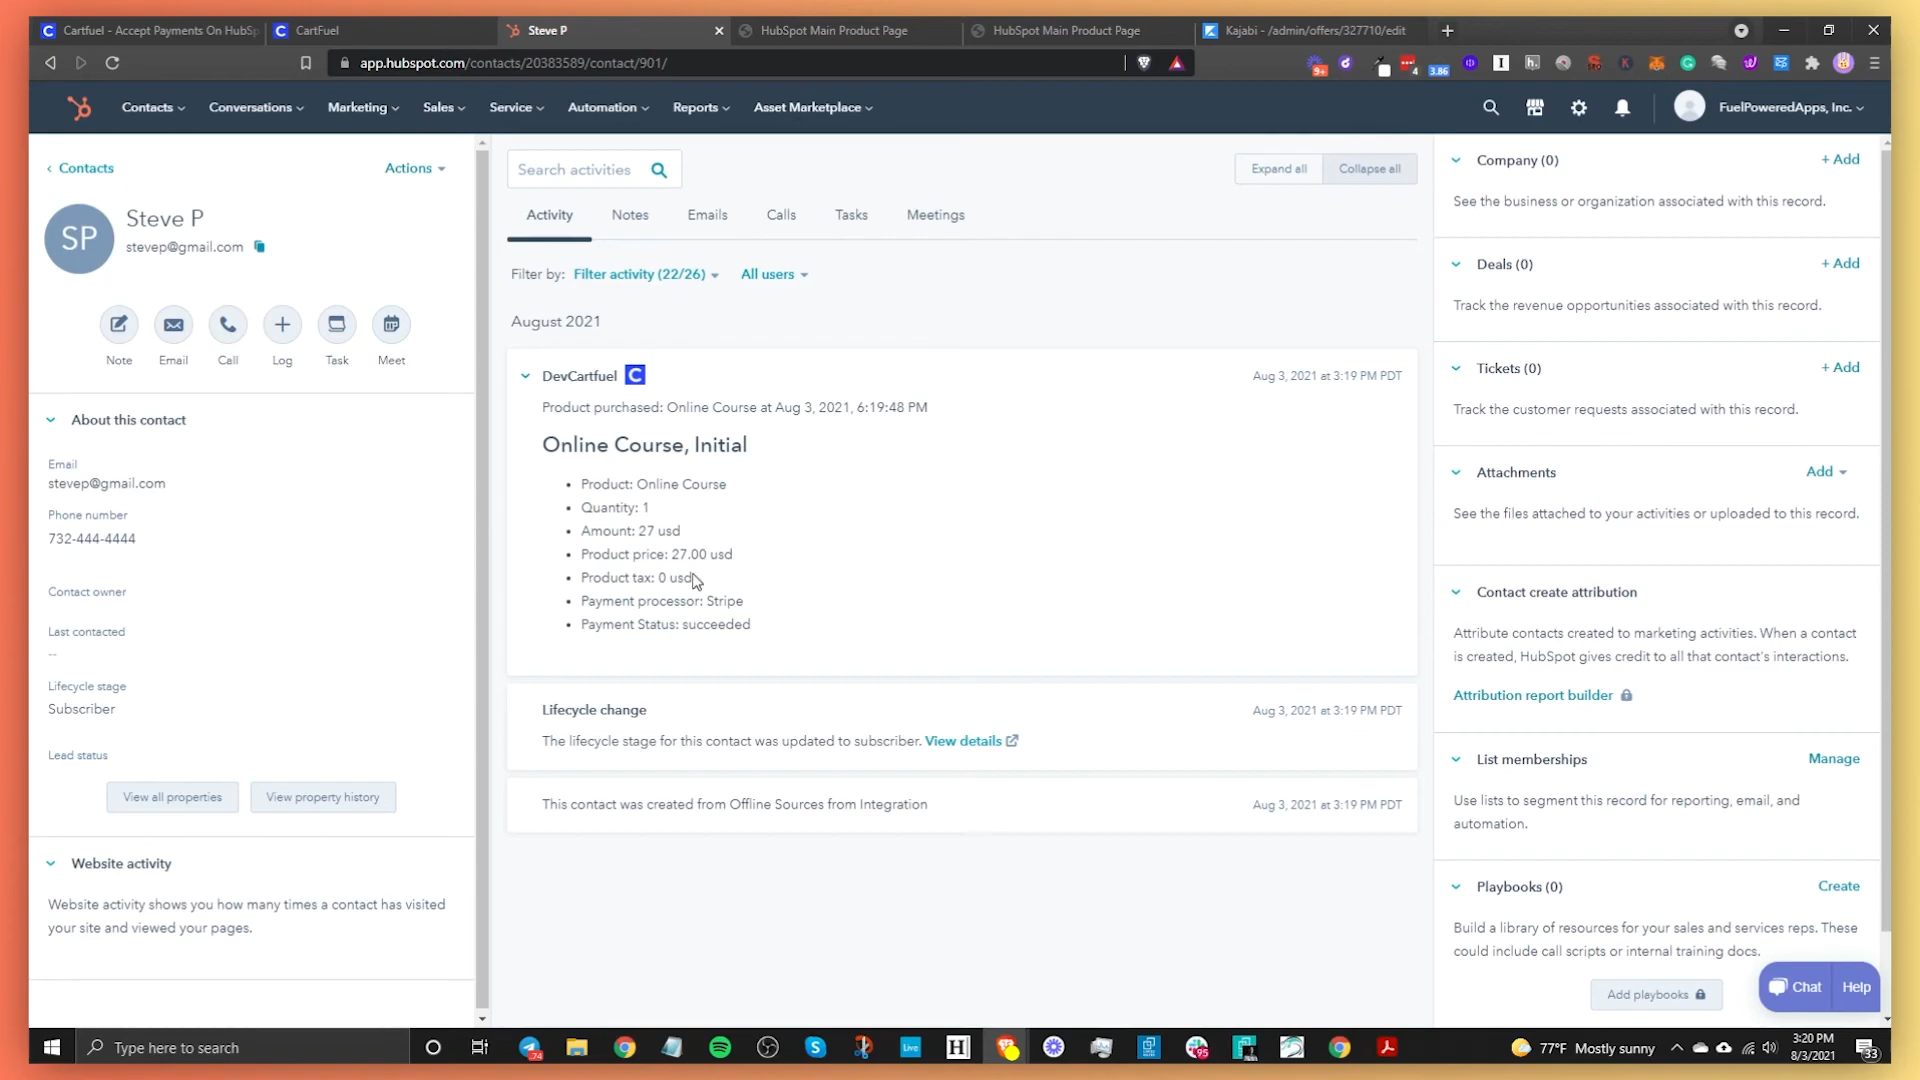 Cartfuel - Accept Payments On HubSp
CartFuel
Steve P
HubSpot Main Product Page
HubSpot Main Product Page
Kajabi - /admin/offers/327710/edit
app.hubspot.com/contacts/20383589/contact/901/
9+
4
3.86
Contacts
Conversations
Marketing
Sales
Service
Automation
Reports
Asset Marketplace
FuelPoweredApps, Inc.
Contacts
Actions
SP
Steve P
stevep@gmail.com
Note
Email
Call
Log
Task
Meet
About this contact
Email
stevep@gmail.com
Phone number
732-444-4444
Contact owner
Last contacted
--
Lifecycle stage
Subscriber
Lead status
View all properties
View property history
Website activity
Website activity shows you how many times a contact has visited
your site and viewed your pages.
Search activities
Expand all
Collapse all
Activity
Notes
Emails
Calls
Tasks
Meetings
Filter by: Filter activity (22/26) All users
August 2021
DevCartfuel C
Aug 3, 2021 at 3:19 PM PDT
Product purchased: Online Course at Aug 3, 2021, 6:19:48 PM
Online Course, Initial
• Product: Online Course
• Quantity: 1
• Amount: 27 usd
• Product price: 27.00 usd
• Product tax: 0 usd
• Payment processor: Stripe
• Payment Status: succeeded
Lifecycle change
Aug 3, 2021 at 3:19 PM PDT
The lifecycle stage for this contact was updated to subscriber. View details
This contact was created from Offline Sources from Integration
Aug 3, 2021 at 3:19 PM PDT
Company (0)
+ Add
See the business or organization associated with this record.
Deals (0)
+ Add
Track the revenue opportunities associated with this record.
Tickets (0)
+ Add
Track the customer requests associated with this record.
Attachments
Add
See the files attached to your activities or uploaded to this record.
Contact create attribution
Attribute contacts created to marketing activities. When a contact
is created, HubSpot gives credit to all that contact's interactions.
Attribution report builder
List memberships
Manage
Use lists to segment this record for reporting, email, and
automation.
Playbooks (0)
Create
Build a library of resources for your sales and services reps. These
could include call scripts or internal training docs.
Add playbooks
Chat
Help
Type here to search
74
Live
H
95
77°F Mostly sunny
3:20 PM
8/3/2021
33